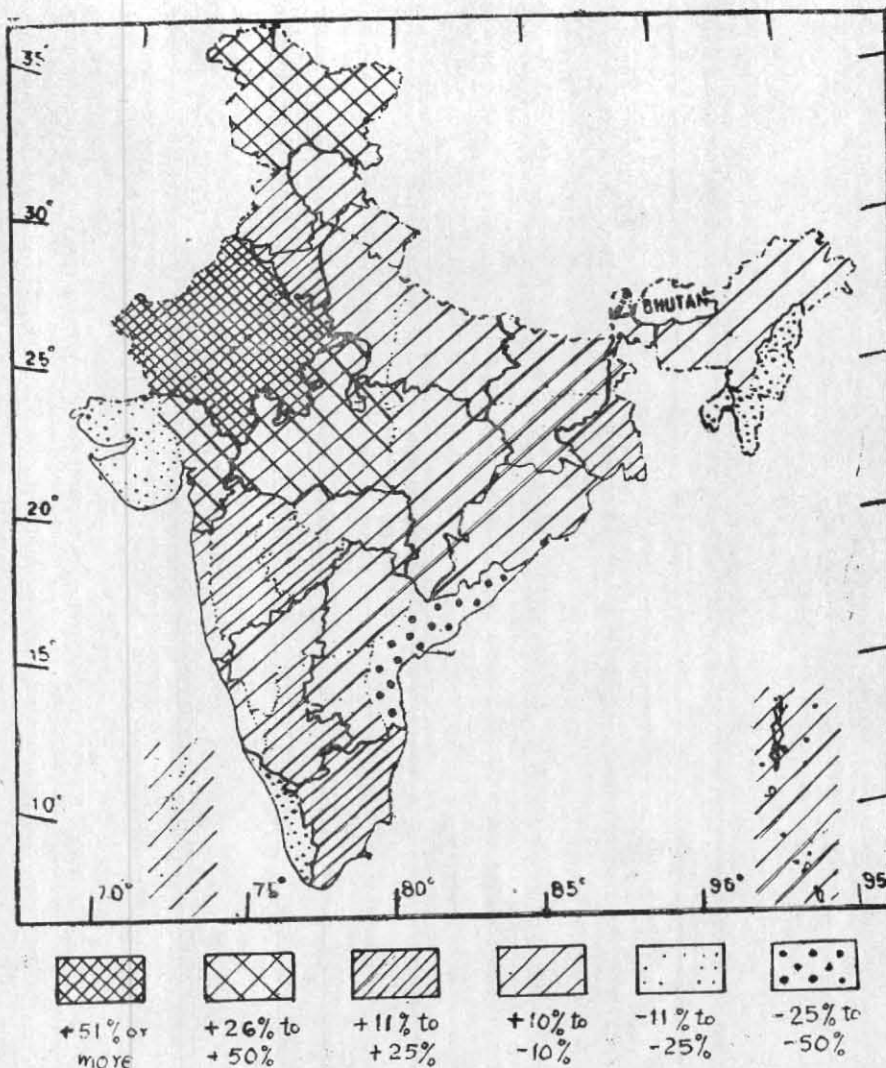 35°
30°
BHUTAN
25°
20°
15°
10°
70°
75°
80°
85°
96°
95
+51% or
more
+26% to
+50%
+11% to
+25%
+10% to
-10%
-11% to
-25%
-25% to
-50%